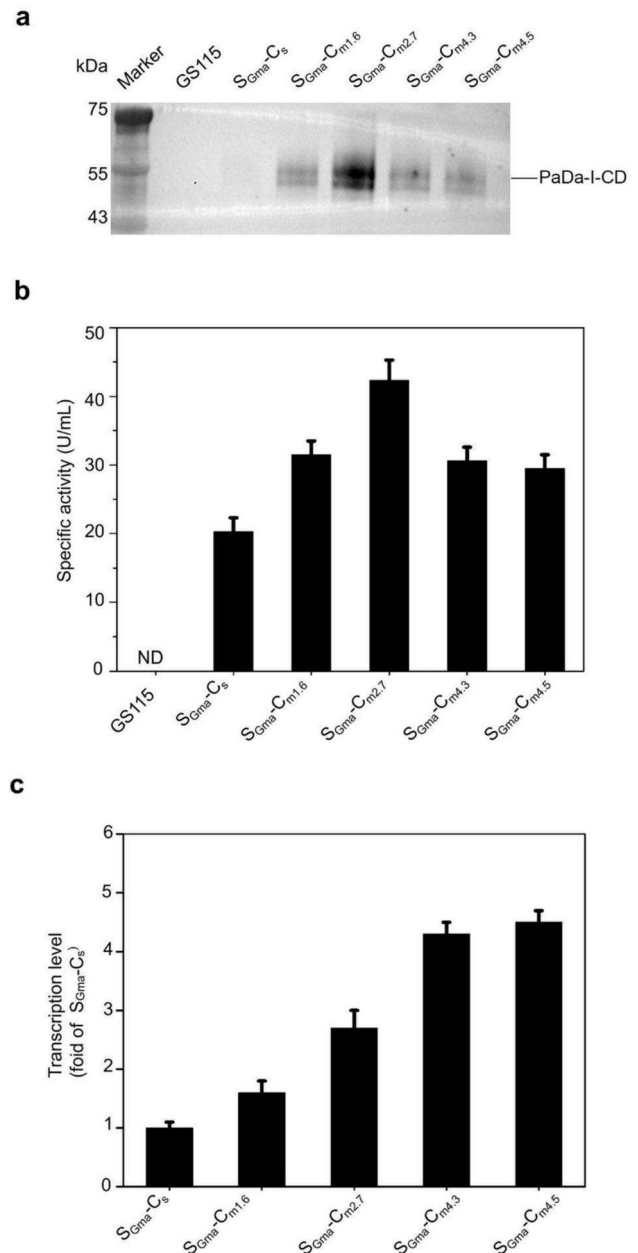 a
kDa Marker GS115 SGma-Cs SGma-Cm1.6 SGma-Cm2.7 SGma-Cm4.3 SGma-Cm4.5
75
55
PaDa-I-CD
43
b
Specific activity (U/mL)
50
40
30
20
10
0
ND
GS115 SGma-Cs SGma-Cm1.6 SGma-Cm2.7 SGma-Cm4.3 SGma-Cm4.5
c
Transcription level
(foid of SGma-Cs)
6
5
4
3
2
1
0
SGma-Cs SGma-Cm1.6 SGma-Cm2.7 SGma-Cm4.3 SGma-Cm4.5